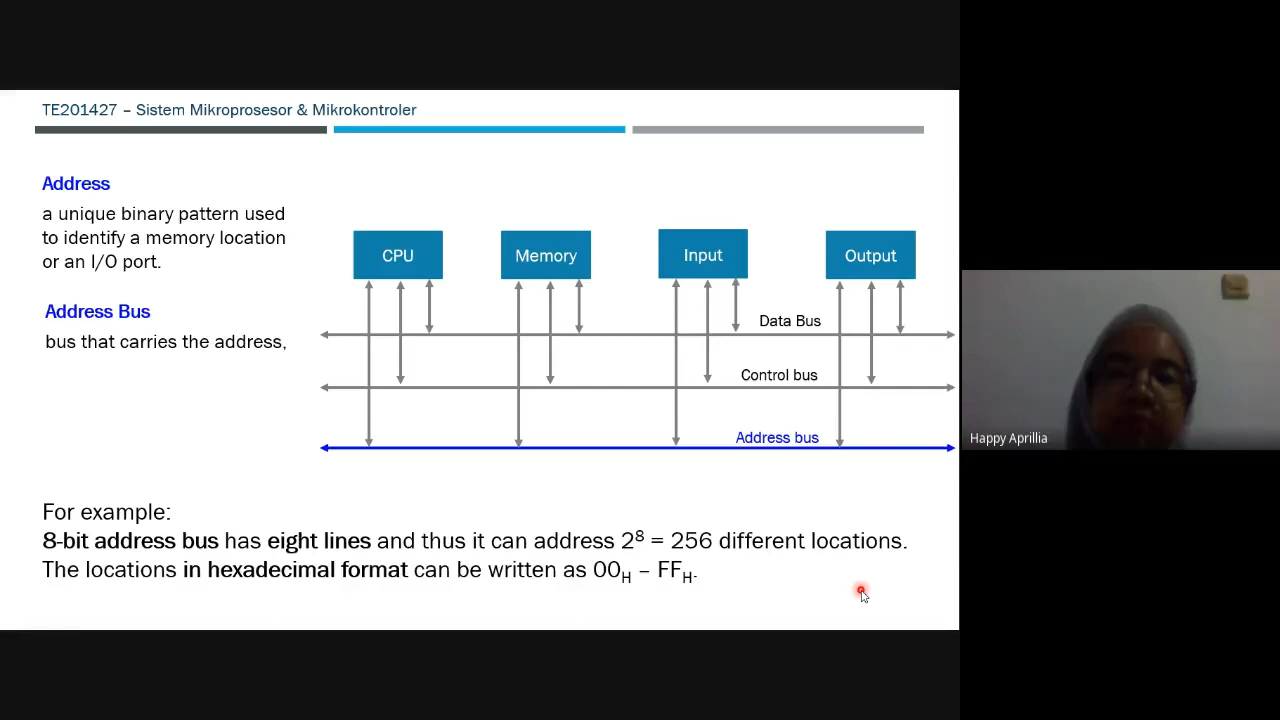 TE201427 – Sistem Mikroprosesor & Mikrokontroler
Address
a unique binary pattern used
to identify a memory location
or an I/O port.
Address Bus
bus that carries the address,
CPU
Memory
Input
Output
Data Bus
Control bus
Address bus
For example:
8-bit address bus has eight lines and thus it can address 2⁸ = 256 different locations.
The locations in hexadecimal format can be written as 00H – FFH.
Happy Aprillia